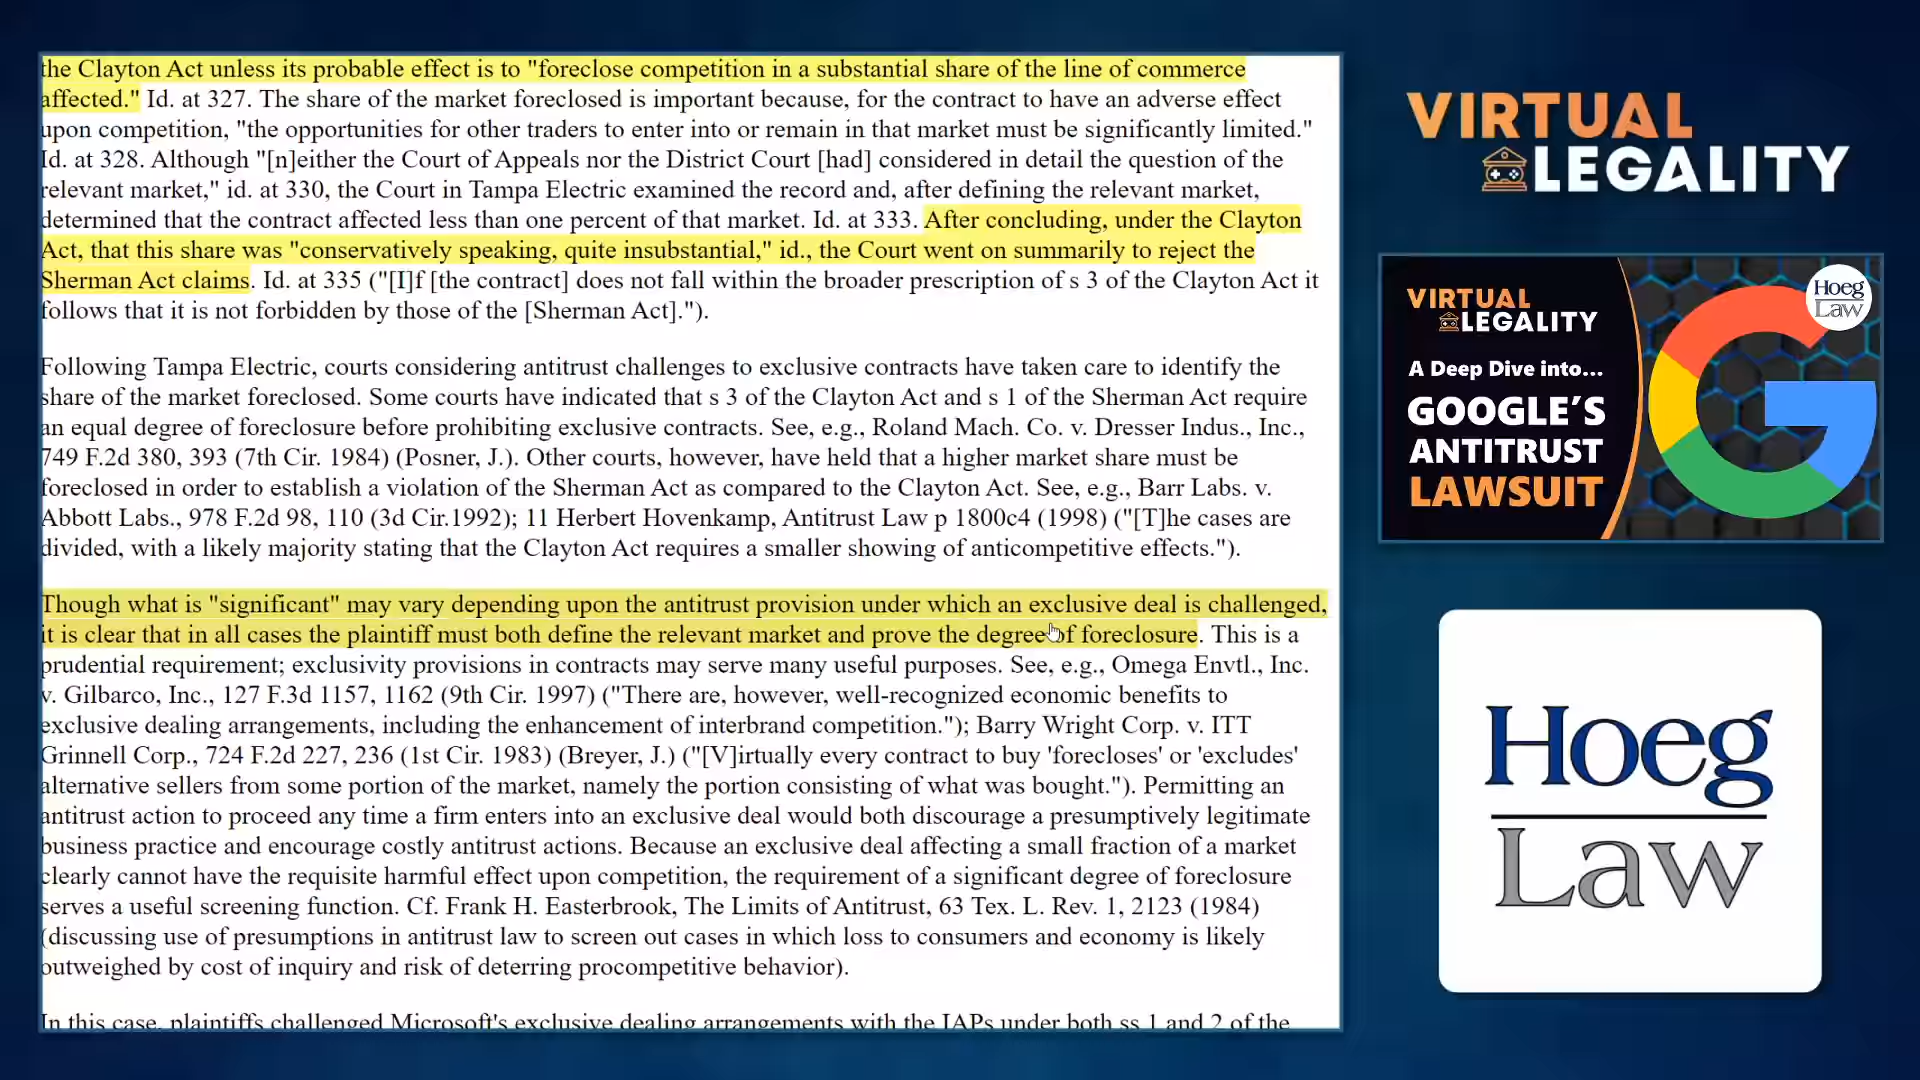 the Clayton Act unless its probable effect is to "foreclose competition in a substantial share of the line of commerce
affected." Id. at 327. The share of the market foreclosed is important because, for the contract to have an adverse effect
upon competition, "the opportunities for other traders to enter into or remain in that market must be significantly limited."
Id. at 328. Although "[n]either the Court of Appeals nor the District Court [had] considered in detail the question of the
relevant market," id. at 330, the Court in Tampa Electric examined the record and, after defining the relevant market,
determined that the contract affected less than one percent of that market. Id. at 333. After concluding, under the Clayton
Act, that this share was "conservatively speaking, quite insubstantial," id., the Court went on summarily to reject the
Sherman Act claims. Id. at 335 ("[I]f [the contract] does not fall within the broader prescription of s 3 of the Clayton Act it
follows that it is not forbidden by those of the [Sherman Act].").
Following Tampa Electric, courts considering antitrust challenges to exclusive contracts have taken care to identify the
share of the market foreclosed. Some courts have indicated that s 3 of the Clayton Act and s 1 of the Sherman Act require
an equal degree of foreclosure before prohibiting exclusive contracts. See, e.g., Roland Mach. Co. v. Dresser Indus., Inc.,
749 F.2d 380, 393 (7th Cir. 1984) (Posner, J.). Other courts, however, have held that a higher market share must be
foreclosed in order to establish a violation of the Sherman Act as compared to the Clayton Act. See, e.g., Barr Labs. v.
Abbott Labs., 978 F.2d 98, 110 (3d Cir.1992); 11 Herbert Hovenkamp, Antitrust Law p 1800c4 (1998) ("[T]he cases are
divided, with a likely majority stating that the Clayton Act requires a smaller showing of anticompetitive effects.").
Though what is "significant" may vary depending upon the antitrust provision under which an exclusive deal is challenged,
it is clear that in all cases the plaintiff must both define the relevant market and prove the degree of foreclosure. This is a
prudential requirement; exclusivity provisions in contracts may serve many useful purposes. See, e.g., Omega Envtl., Inc.
v. Gilbarco, Inc., 127 F.3d 1157, 1162 (9th Cir. 1997) ("There are, however, well-recognized economic benefits to
exclusive dealing arrangements, including the enhancement of interbrand competition."); Barry Wright Corp. v. ITT
Grinnell Corp., 724 F.2d 227, 236 (1st Cir. 1983) (Breyer, J.) ("[V]irtually every contract to buy 'forecloses' or 'excludes'
alternative sellers from some portion of the market, namely the portion consisting of what was bought."). Permitting an
antitrust action to proceed any time a firm enters into an exclusive deal would both discourage a presumptively legitimate
business practice and encourage costly antitrust actions. Because an exclusive deal affecting a small fraction of a market
clearly cannot have the requisite harmful effect upon competition, the requirement of a significant degree of foreclosure
serves a useful screening function. Cf. Frank H. Easterbrook, The Limits of Antitrust, 63 Tex. L. Rev. 1, 2123 (1984)
(discussing use of presumptions in antitrust law to screen out cases in which loss to consumers and economy is likely
outweighed by cost of inquiry and risk of deterring procompetitive behavior).
In this case, plaintiffs challenged Microsoft's exclusive dealing arrangements with the IAPs under both ss 1 and 2 of the
VIRTUAL
LEGALITY
VIRTUAL
LEGALITY
A Deep Dive into...
GOOGLE'S
ANTITRUST
LAWSUIT
Hoeg
Law
Hoeg
Law